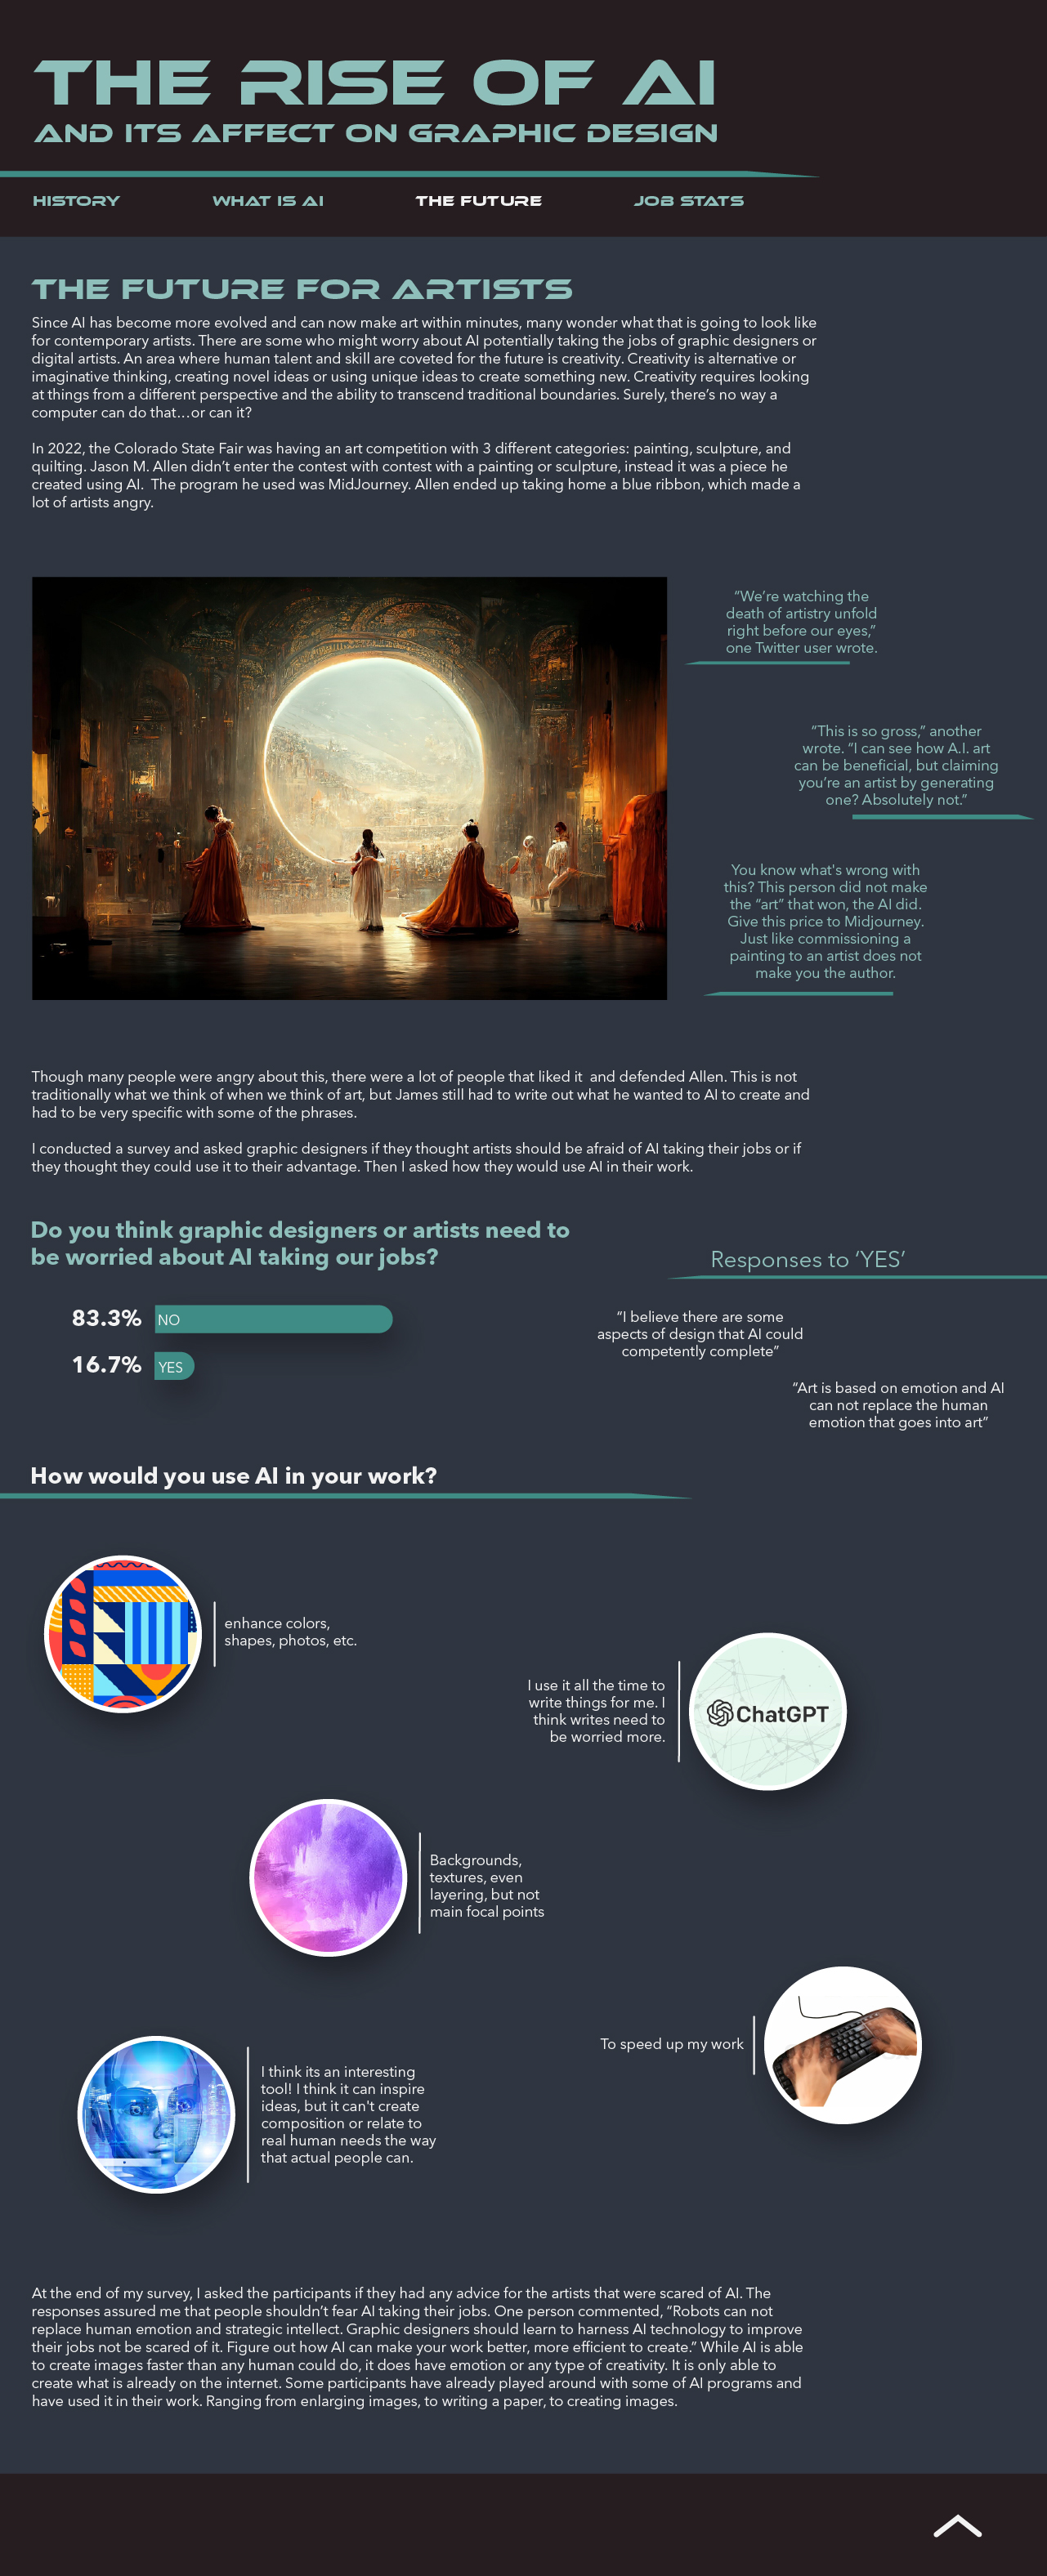 THE RISE OF AI
AND ITS AFFECT ON GRAPHIC DESIGN
HISTORY
WHAT IS AI
THE FUTURE
JOB STATS
THE FUTURE FOR ARTISTS
Since AI has become more evolved and can now make art within minutes, many wonder what that is going to look like
for contemporary artists. There are some who might worry about AI potentially taking the jobs of graphic designers or
digital artists. An area where human talent and skill are coveted for the future is creativity. Creativity is alternative or
imaginative thinking, creating novel ideas or using unique ideas to create something new. Creativity requires looking
at things from a different perspective and the ability to transcend traditional boundaries. Surely, there's no way a
computer can do that…or can it?
In 2022, the Colorado State Fair was having an art competition with 3 different categories: painting, sculpture, and
quilting. Jason M. Allen didn't enter the contest with contest with a painting or sculpture, instead it was a piece he
created using AI.  The program he used was MidJourney. Allen ended up taking home a blue ribbon, which made a
lot of artists angry.
“We're watching the
death of artistry unfold
right before our eyes,”
one Twitter user wrote.
“This is so gross,” another
wrote. “I can see how A.I. art
can be beneficial, but claiming
you're an artist by generating
one? Absolutely not.”
You know what's wrong with
this? This person did not make
the “art” that won, the AI did.
Give this price to Midjourney.
Just like commissioning a
painting to an artist does not
make you the author.
Though many people were angry about this, there were a lot of people that liked it  and defended Allen. This is not
traditionally what we think of when we think of art, but James still had to write out what he wanted to AI to create and
had to be very specific with some of the phrases.
I conducted a survey and asked graphic designers if they thought artists should be afraid of AI taking their jobs or if
they thought they could use it to their advantage. Then I asked how they would use AI in their work.
Do you think graphic designers or artists need to
be worried about AI taking our jobs?
83.3% NO
16.7% YES
Responses to ‘YES’
“I believe there are some
aspects of design that AI could
competently complete”
“Art is based on emotion and AI
can not replace the human
emotion that goes into art”
How would you use AI in your work?
enhance colors,
shapes, photos, etc.
I use it all the time to
write things for me. I
think writes need to
be worried more.
ChatGPT
Backgrounds,
textures, even
layering, but not
main focal points
To speed up my work
I think its an interesting
tool! I think it can inspire
ideas, but it can't create
composition or relate to
real human needs the way
that actual people can.
At the end of my survey, I asked the participants if they had any advice for the artists that were scared of AI. The
responses assured me that people shouldn't fear AI taking their jobs. One person commented, “Robots can not
replace human emotion and strategic intellect. Graphic designers should learn to harness AI technology to improve
their jobs not be scared of it. Figure out how AI can make your work better, more efficient to create.” While AI is able
to create images faster than any human could do, it does have emotion or any type of creativity. It is only able to
create what is already on the internet. Some participants have already played around with some of AI programs and
have used it in their work. Ranging from enlarging images, to writing a paper, to creating images.